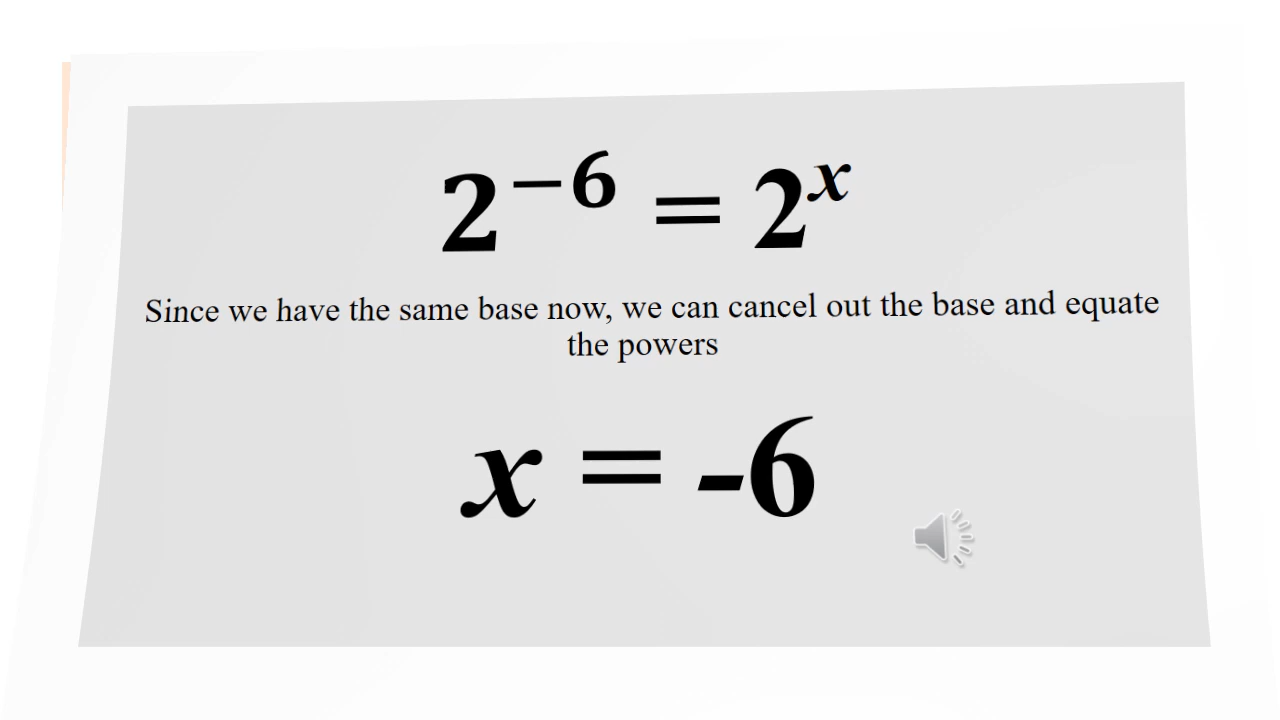 2⁻⁶ = 2ˣ
Since we have the same base now, we can cancel out the base and equate
the powers
x = -6